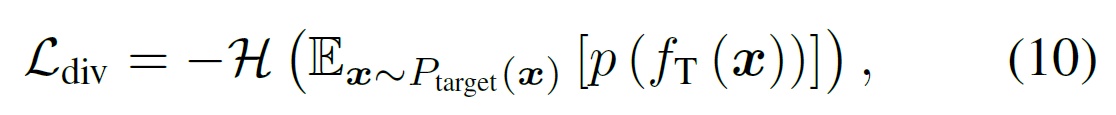 ℒ_div = −ℋ (𝔼_{𝒙∼P_target(𝒙)} [p (f_T (𝒙))]) , (10)